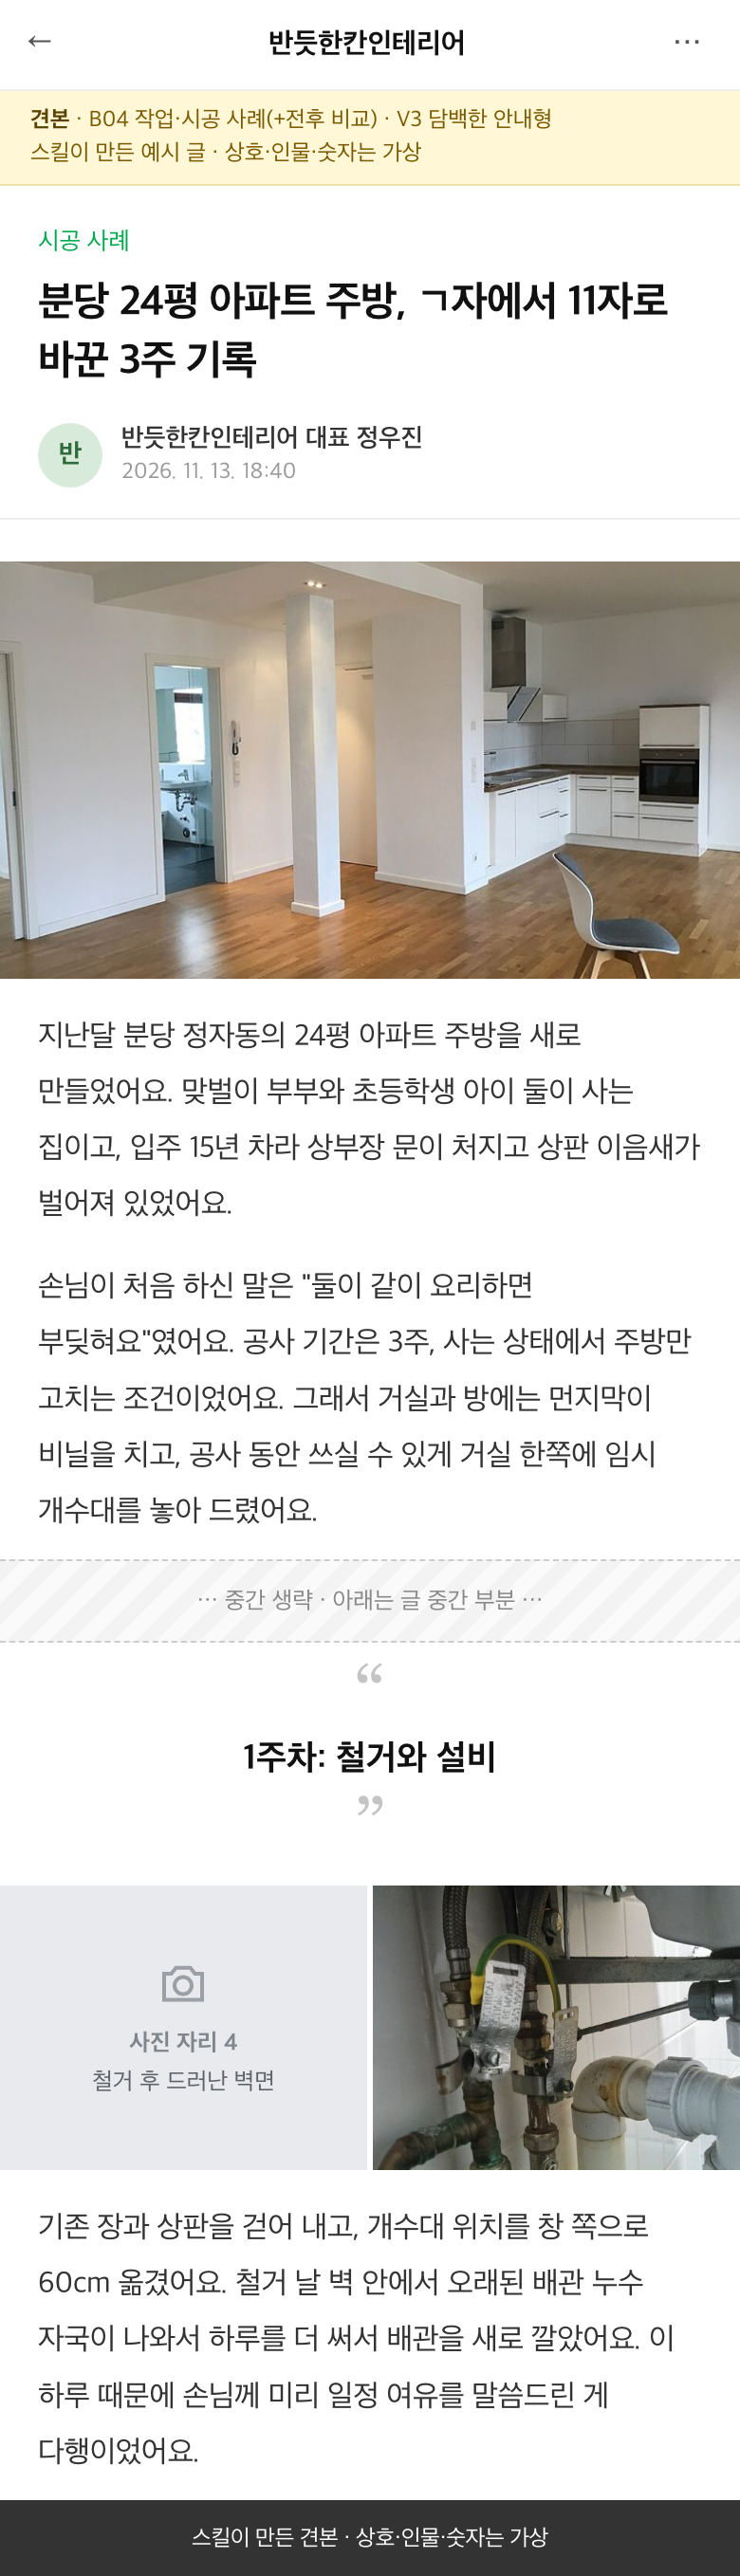 반듯한칸인테리어
견본 · B04 작업·시공 사례(+전후 비교) · V3 담백한 안내형
스킬이 만든 예시 글 · 상호·인물·숫자는 가상
시공 사례
분당 24평 아파트 주방, ㄱ자에서 11자로
바꾼 3주 기록
반
반듯한칸인테리어 대표 정우진
2026. 11. 13. 18:40
지난달 분당 정자동의 24평 아파트 주방을 새로
만들었어요. 맞벌이 부부와 초등학생 아이 둘이 사는
집이고, 입주 15년 차라 상부장 문이 처지고 상판 이음새가
벌어져 있었어요.
손님이 처음 하신 말은 "둘이 같이 요리하면
부딪혀요"였어요. 공사 기간은 3주, 사는 상태에서 주방만
고치는 조건이었어요. 그래서 거실과 방에는 먼지막이
비닐을 치고, 공사 동안 쓰실 수 있게 거실 한쪽에 임시
개수대를 놓아 드렸어요.
… 중간 생략 · 아래는 글 중간 부분 …
“
1주차: 철거와 설비
”
사진 자리 4
철거 후 드러난 벽면
기존 장과 상판을 걷어 내고, 개수대 위치를 창 쪽으로
60cm 옮겼어요. 철거 날 벽 안에서 오래된 배관 누수
자국이 나와서 하루를 더 써서 배관을 새로 깔았어요. 이
하루 때문에 손님께 미리 일정 여유를 말씀드린 게
다행이었어요.
스킬이 만든 견본 · 상호·인물·숫자는 가상